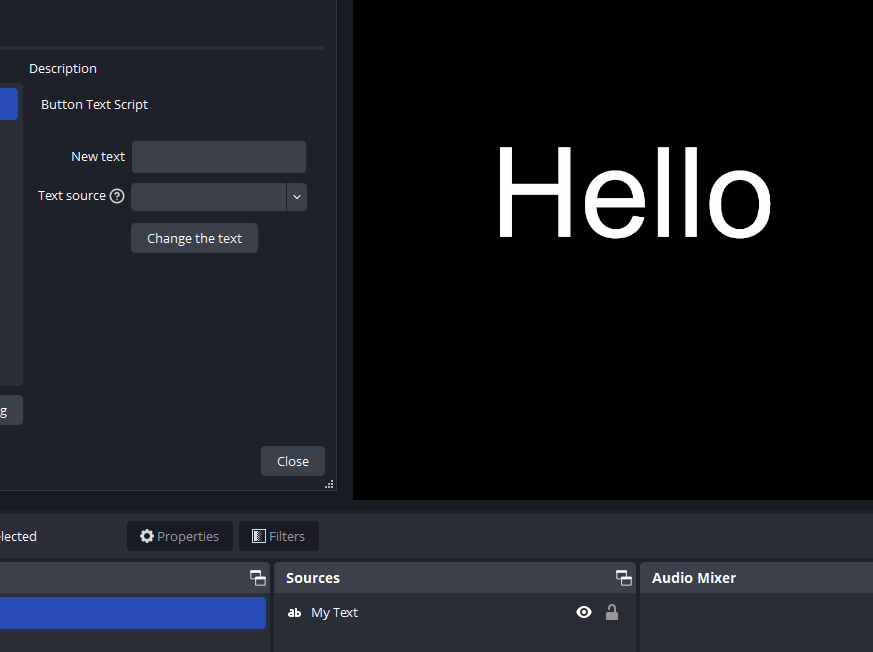 Description
Button Text Script
New text
Text source
Change the text
Close
Hello
Properties
Filters
Sources
Audio Mixer
ab My Text